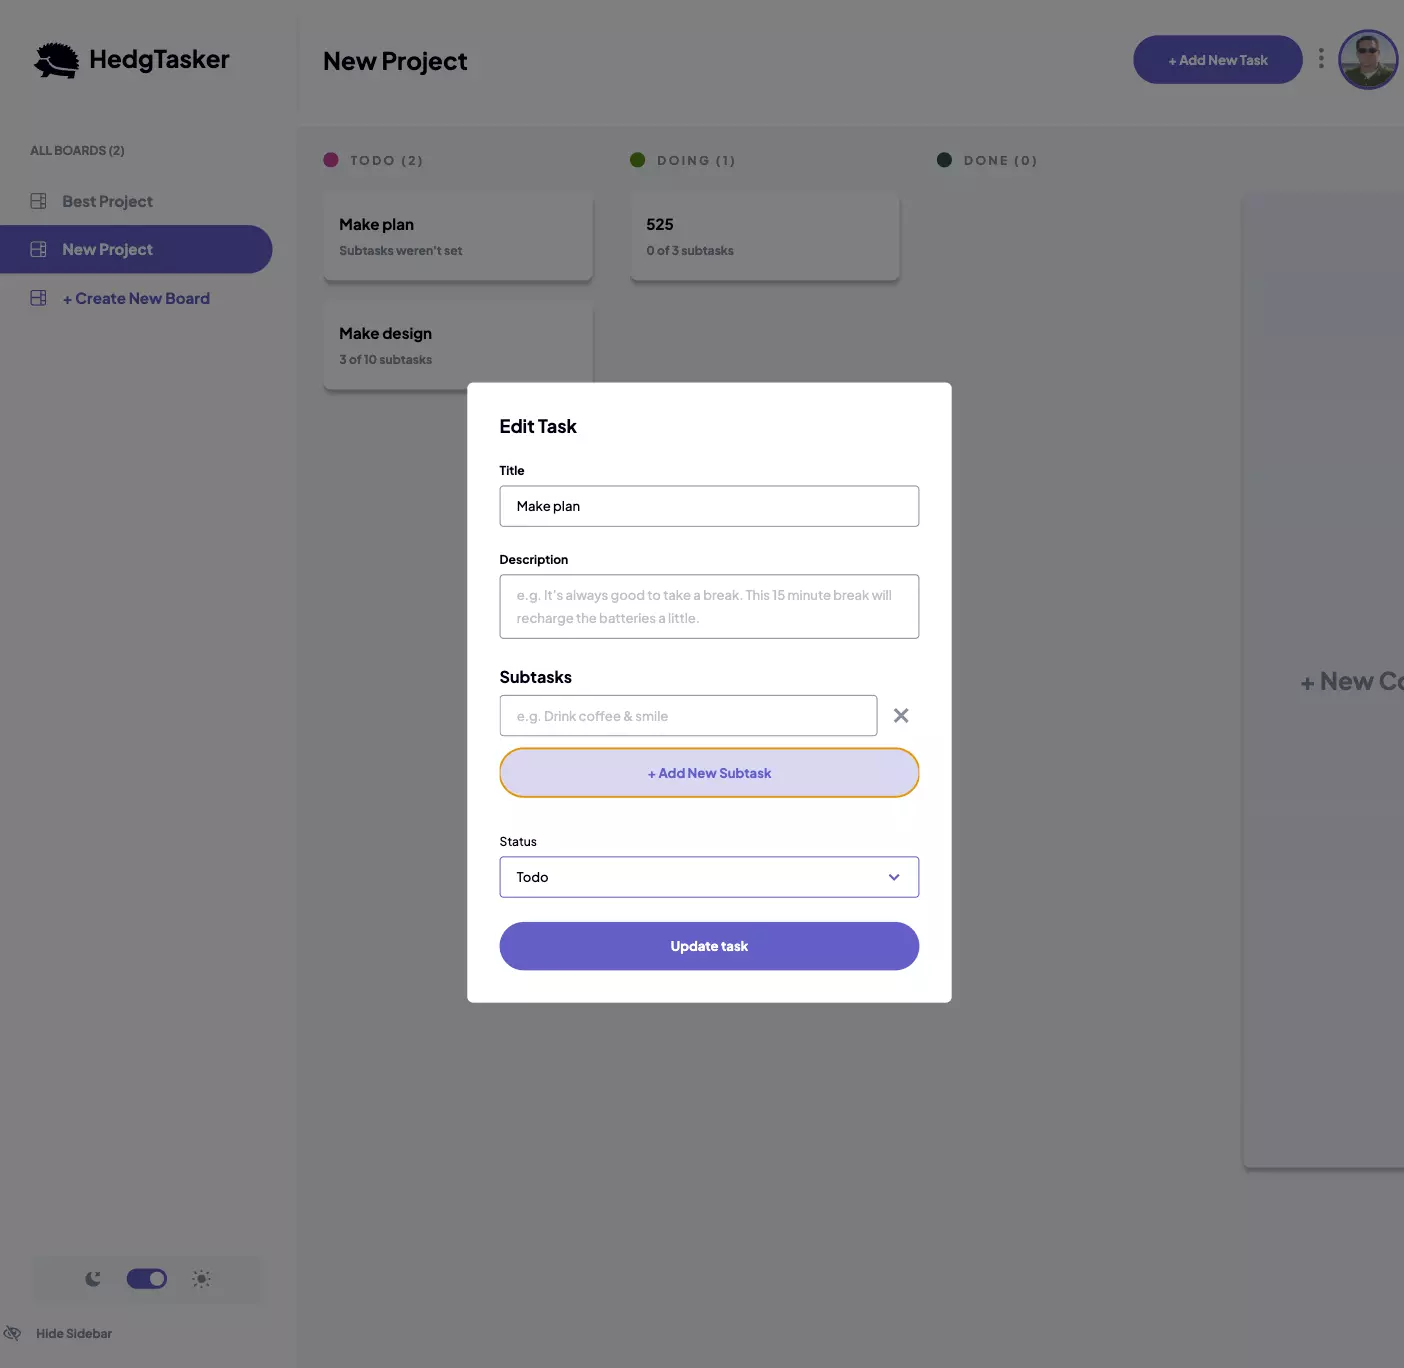 HedgTasker
New Project
+ Add New Task
ALL BOARDS (2)
Best Project
New Project
+ Create New Board
TODO (2)
DOING (1)
DONE (0)
Make plan
Subtasks weren't set
525
0 of 3 subtasks
Make design
3 of 10 subtasks
+ New Co
Edit Task
Title
Make plan
Description
e.g. It's always good to take a break. This 15 minute break will
recharge the batteries a little.
Subtasks
e.g. Drink coffee & smile
+ Add New Subtask
Status
Todo
Update task
Hide Sidebar